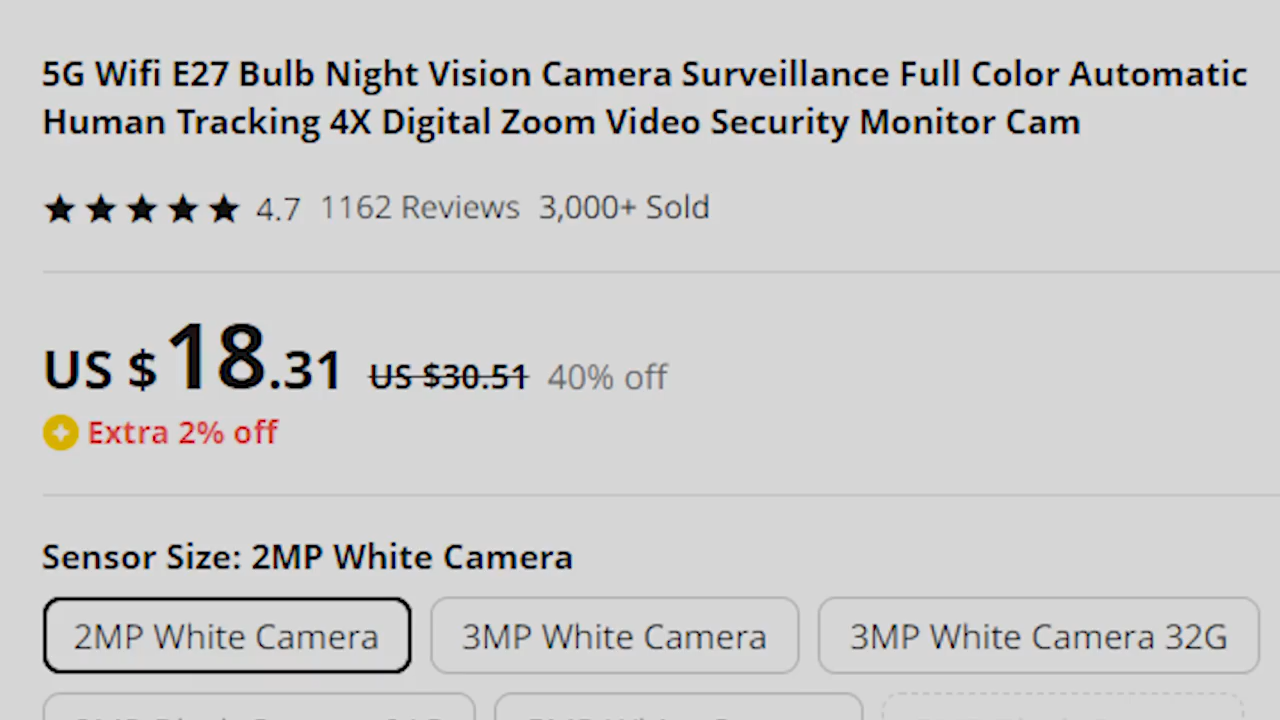 5G Wifi E27 Bulb Night Vision Camera Surveillance Full Color Automatic
Human Tracking 4X Digital Zoom Video Security Monitor Cam
4.7 1162 Reviews 3,000+ Sold
US $18.31 US $30.51 40% off
Extra 2% off
Sensor Size: 2MP White Camera
2MP White Camera 3MP White Camera 3MP White Camera 32G